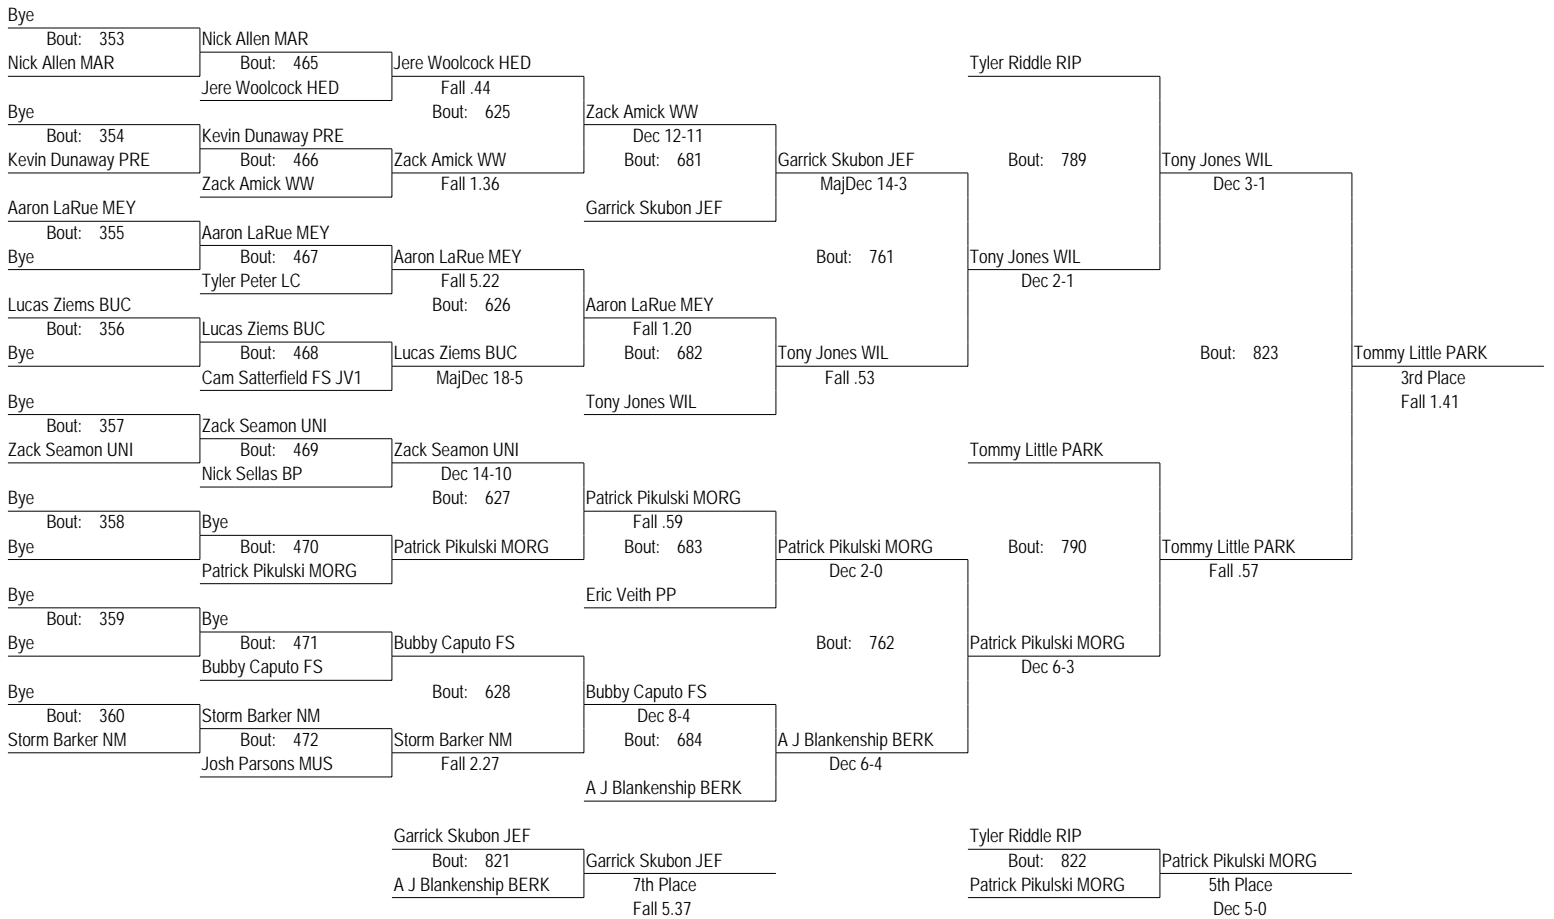 Bye
Bout: 353
Nick Allen MAR
Bye
Bout: 354
Kevin Dunaway PRE
Aaron LaRue MEY
Bout: 355
Bye
Lucas Ziems BUC
Bout: 356
Bye
Bye
Bout: 357
Zack Seamon UNI
Bye
Bout: 358
Bye
Bye
Bout: 359
Bye
Bye
Bout: 360
Storm Barker NM
Nick Allen MAR
Bout: 465
Jere Woolcock HED
Kevin Dunaway PRE
Bout: 466
Zack Amick WW
Aaron LaRue MEY
Bout: 467
Tyler Peter LC
Lucas Ziems BUC
Bout: 468
Cam Satterfield FS JV1
Zack Seamon UNI
Bout: 469
Nick Sellas BP
Bye
Bout: 470
Patrick Pikulski MORG
Bye
Bout: 471
Bubby Caputo FS
Storm Barker NM
Bout: 472
Josh Parsons MUS
Jere Woolcock HED
Fall .44
Bout: 625
Zack Amick WW
Fall 1.36
Aaron LaRue MEY
Fall 5.22
Bout: 626
Lucas Ziems BUC
MajDec 18-5
Zack Seamon UNI
Dec 14-10
Bout: 627
Patrick Pikulski MORG
Bubby Caputo FS
Bout: 628
Storm Barker NM
Fall 2.27
Zack Amick WW
Dec 12-11
Bout: 681
Garrick Skubon JEF
Aaron LaRue MEY
Fall 1.20
Bout: 682
Tony Jones WIL
Patrick Pikulski MORG
Fall .59
Bout: 683
Eric Veith PP
Bubby Caputo FS
Dec 8-4
Bout: 684
A J Blankenship BERK
Garrick Skubon JEF
MajDec 14-3
Bout: 761
Tony Jones WIL
Fall .53
Patrick Pikulski MORG
Dec 2-0
Bout: 762
A J Blankenship BERK
Dec 6-4
Tyler Riddle RIP
Bout: 789
Tony Jones WIL
Dec 2-1
Tommy Little PARK
Bout: 790
Patrick Pikulski MORG
Dec 6-3
Tony Jones WIL
Dec 3-1
Bout: 823
Tommy Little PARK
Fall .57
Tommy Little PARK
3rd Place
Fall 1.41
Garrick Skubon JEF
Bout: 821
A J Blankenship BERK
Garrick Skubon JEF
7th Place
Fall 5.37
Tyler Riddle RIP
Bout: 822
Patrick Pikulski MORG
Patrick Pikulski MORG
5th Place
Dec 5-0